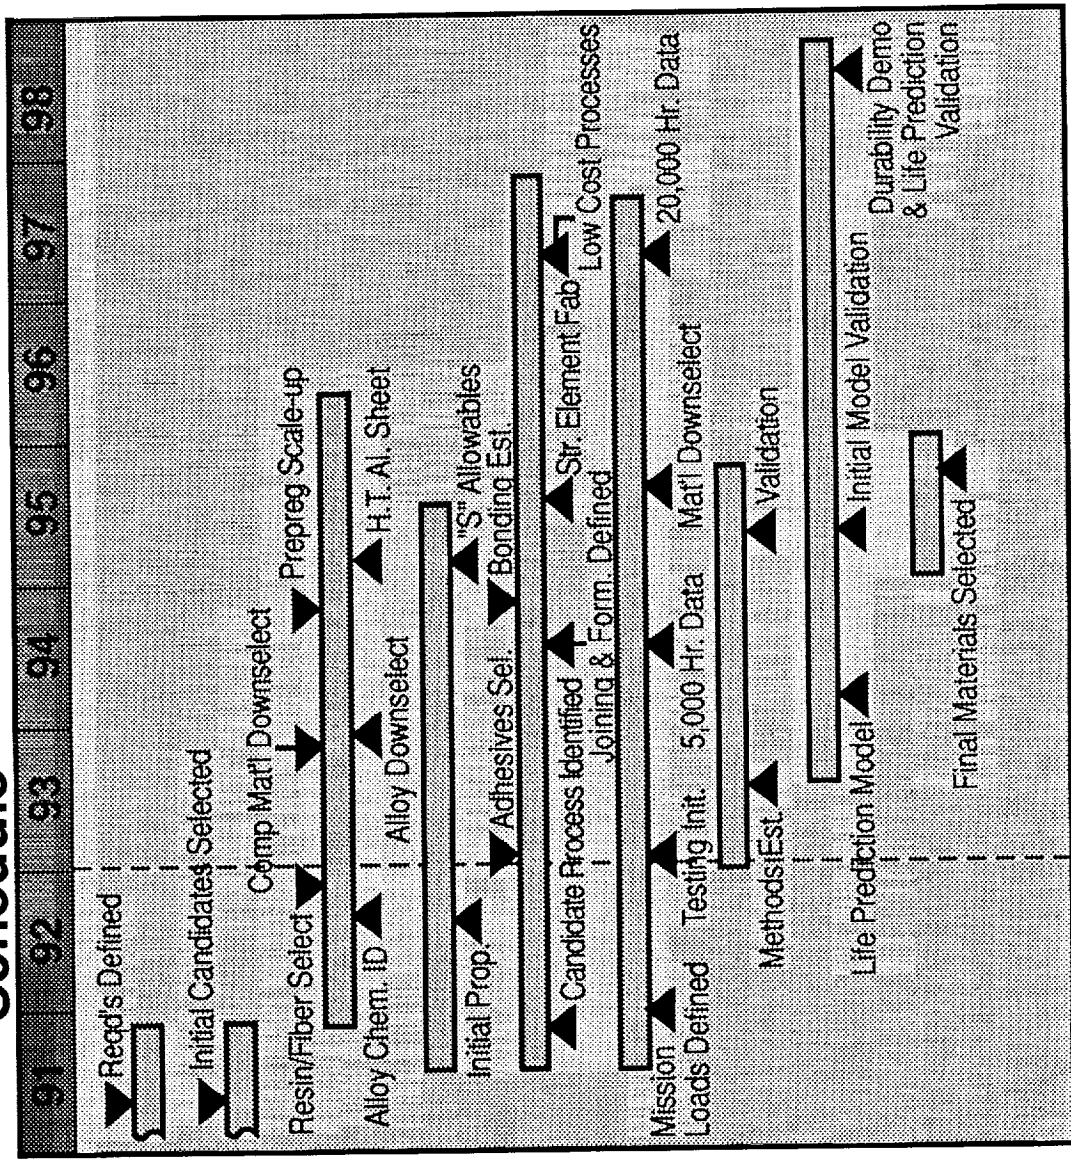 Schedule
91 92 93 94 95 96 97 98
Reqd's Defined
Initial Candidates Selected
Resin/Fiber Select
Comp Mat'l Downselect
Prepreg Scale-up
Alloy Chem. ID
Alloy Downselect
H.T. Al. Sheet
Initial Prop.
"S" Allowables
Adhesives Sel.
Bonding Est.
Candidate Process Identified
Joining & Form. Defined
Str. Element Fab
Low Cost Processes
Mission
Loads Defined
Testing Init.
5,000 Hr. Data
Mat'l Downselect
20,000 Hr. Data
Methods Est.
Validation
Life Prediction Model
Initial Model Validation
Durability Demo
& Life Prediction
Validation
Final Materials Selected